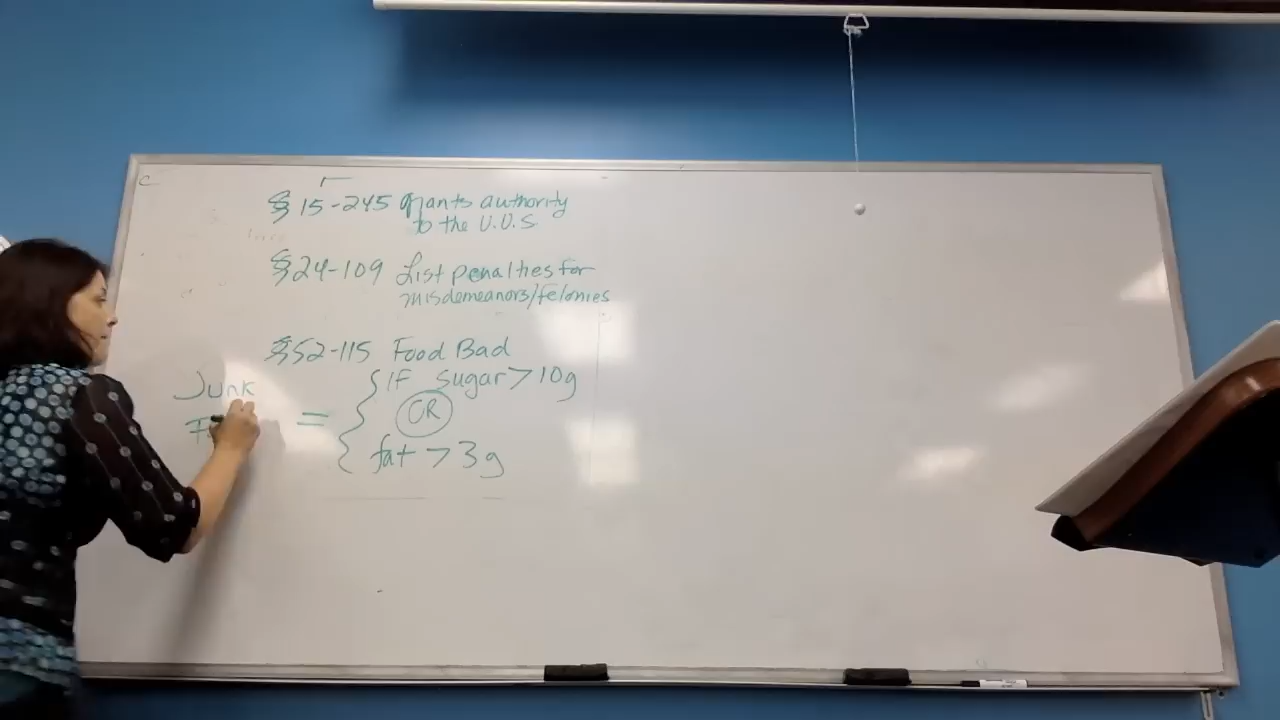 § 15-245 grants authority
to the U.U.S.
§ 24-109 List penalties for
misdemeanors/felonies
§ 52-115 Food Bad
Junk
F
= { IF sugar > 10g
OR
fat > 3g